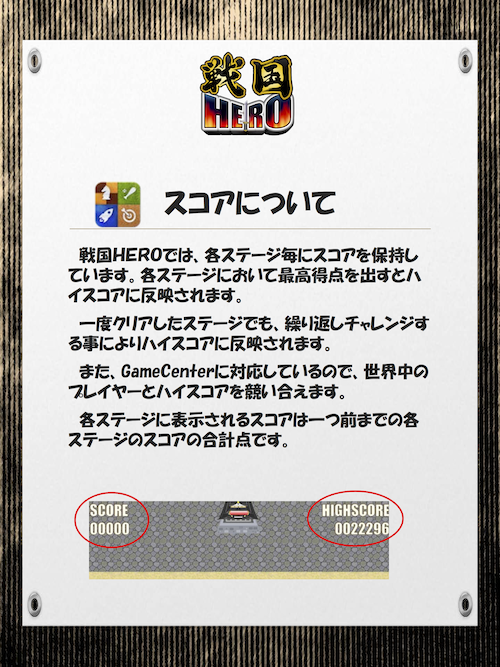 戦国
HERO
スコアについて
戦国HEROでは、各ステージ毎にスコアを保持し
ています。各ステージにおいて最高得点を出すとハ
イスコアに反映されます。
一度クリアしたステージでも、繰り返しチャレンジす
る事によりハイスコアに反映されます。
また、GameCenterに対応しているので、世界中の
プレイヤーとハイスコアを競い合えます。
各ステージに表示されるスコアは一つ前までの各
ステージのスコアの合計点です。
SCORE
00000
HIGHSCORE
0022296